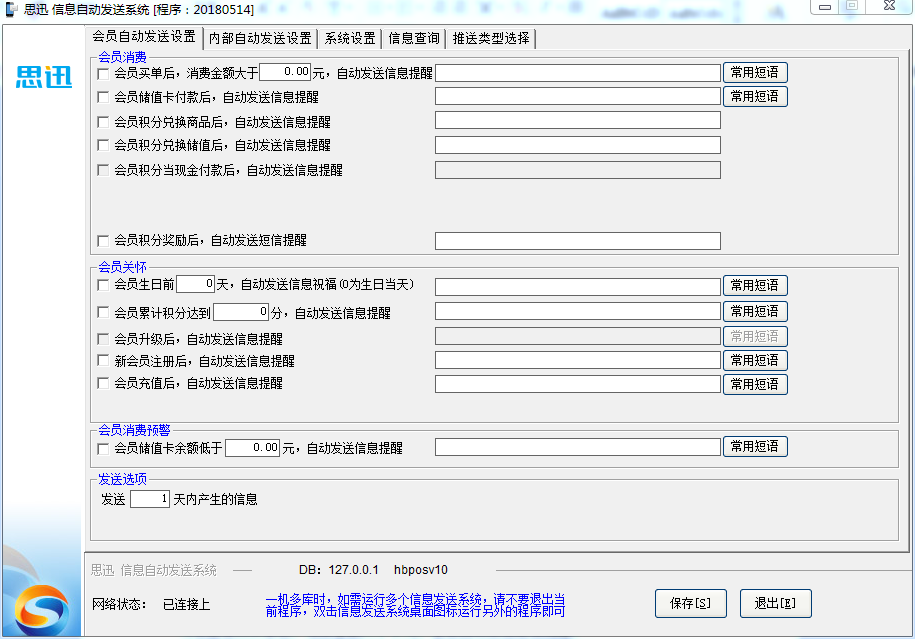 思迅 信息自动发送系统 [程序：20180514]
思迅
会员自动发送设置 内部自动发送设置 系统设置 信息查询 推送类型选择
会员消费
会员买单后，消费金额大于 0.00 元，自动发送信息提醒 常用短语
会员储值卡付款后，自动发送信息提醒 常用短语
会员积分兑换商品后，自动发送信息提醒
会员积分兑换储值后，自动发送信息提醒
会员积分当现金付款后，自动发送信息提醒
会员积分奖励后，自动发送短信提醒
会员关怀
会员生日前 0 天，自动发送信息祝福(0为生日当天) 常用短语
会员累计积分达到 0 分，自动发送信息提醒 常用短语
会员升级后，自动发送信息提醒 常用短语
新会员注册后，自动发送信息提醒 常用短语
会员充值后，自动发送信息提醒 常用短语
会员消费预警
会员储值卡余额低于 0.00 元，自动发送信息提醒 常用短语
发送选项
发送 1 天内产生的信息
思迅 信息自动发送系统 DB：127.0.0.1 hbposv10
网络状态： 已连接上
一机多库时，如需运行多个信息发送系统，请不要退出当
前程序，双击信息发送系统桌面图标运行另外的程序即可
保存[S] 退出[E]